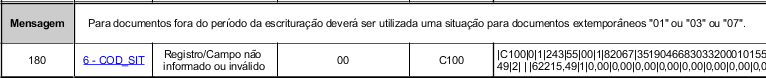 Mensagem
Para documentos fora do período da escrituração deverá ser utilizada uma situação para documentos extemporâneos "01" ou "03" ou "07".
180
6 - COD_SIT
Registro/Campo não
informado ou inválido
00
C100
|C100|0|1|243|55|00|1|82067|3519046683033200010155
49|2| | |62215,49|1|0,00|0,00|0,00|0,00|0,00|0,00|0,00|0,0